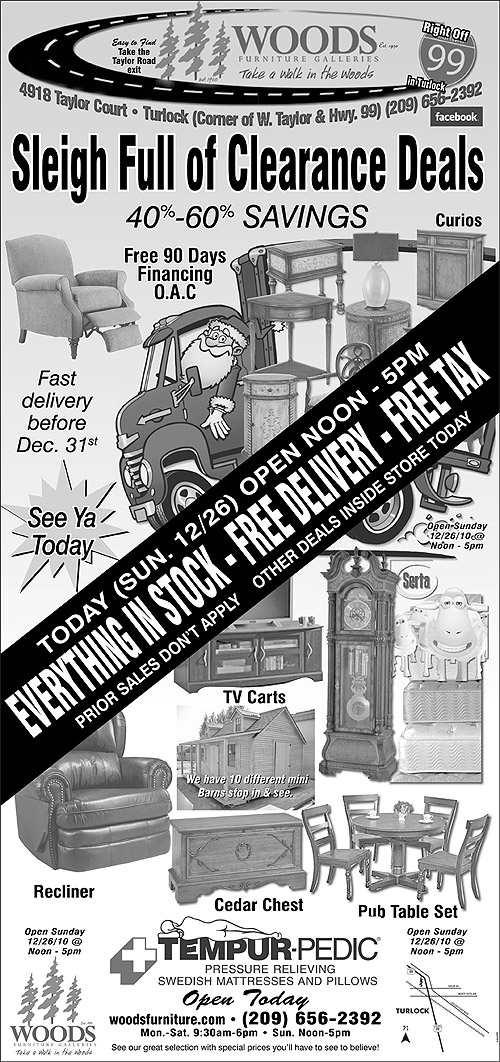 Easy to Find
Take the
Taylor Road
exit
WOODS
Est. 1950
FURNITURE GALLERIES
Take a Walk in the Woods
est 1950
Right Off
99
In Turlock
4918 Taylor Court • Turlock (Corner of W. Taylor & Hwy. 99) (209) 656-2392
facebook
Sleigh Full of Clearance Deals
40%-60% SAVINGS
Curios
Free 90 Days
Financing
O.A.C
Fast
delivery
before
Dec. 31st
See Ya
Today
TODAY (SUN. 12/26) OPEN NOON - 5PM
EVERYTHING IN STOCK - FREE DELIVERY - FREE TAX
PRIOR SALES DON'T APPLY OTHER DEALS INSIDE STORE TODAY
Open Sunday
12/26/10 @
Noon - 5pm
Serta
TV Carts
We have 10 different mini
Barns stop in & see.
Recliner
Cedar Chest
Pub Table Set
Open Sunday
12/26/10 @
Noon - 5pm
TEMPUR-PEDIC
PRESSURE RELIEVING
SWEDISH MATTRESSES AND PILLOWS
Open Today
woodsfurniture.com • (209) 656-2392
Mon.-Sat. 9:30am-6pm • Sun. Noon-5pm
See our great selection with special prices you'll have to see to believe!
Open Sunday
12/26/10 @
Noon - 5pm
WOODS
FURNITURE GALLERIES
Take a Walk in the Woods
TURLOCK